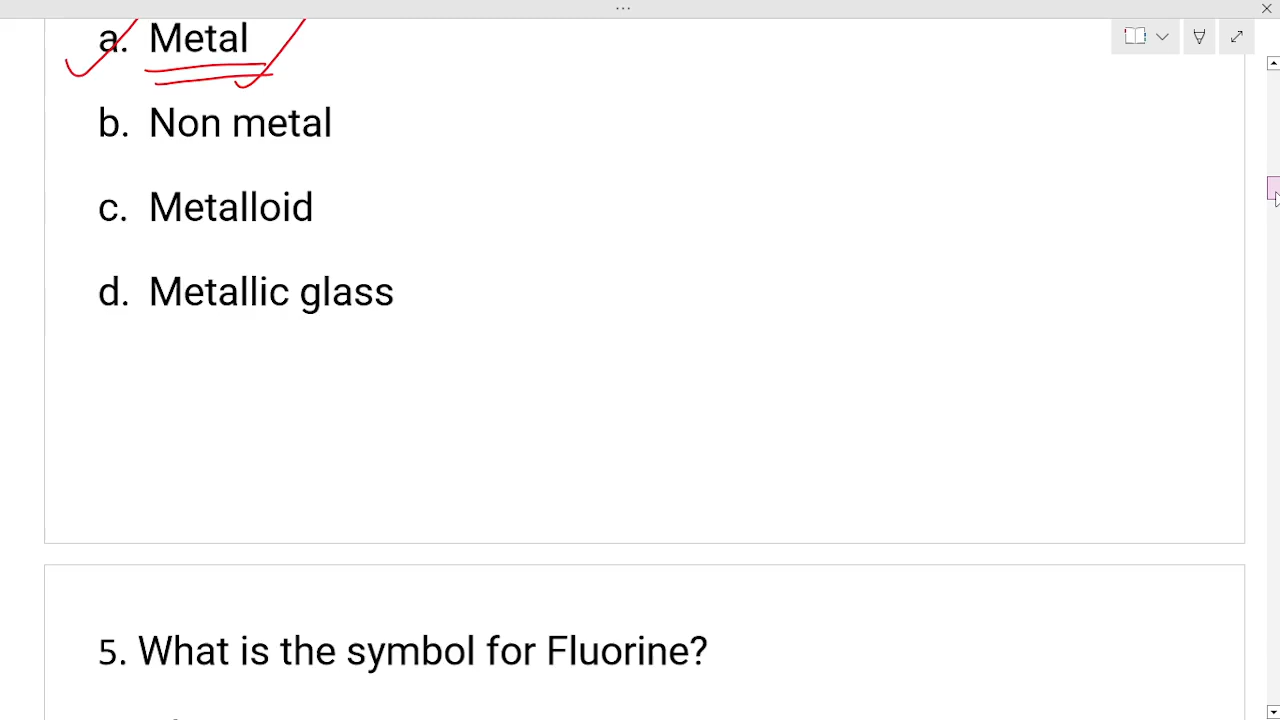 a. Metal
b. Non metal
c. Metalloid
d. Metallic glass
5. What is the symbol for Fluorine?